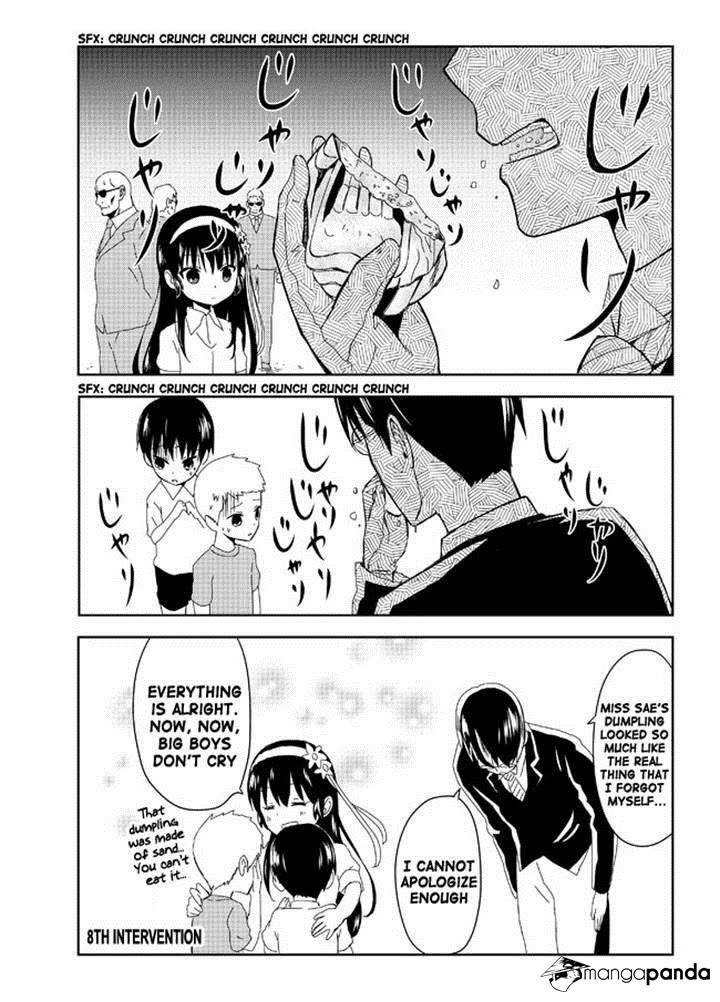 SFX: CRUNCH CRUNCH CRUNCH CRUNCH CRUNCH CRUNCH
じゃり
じゃりじゃり
じゃり
じゃり
じゃり
SFX: CRUNCH CRUNCH CRUNCH CRUNCH CRUNCH CRUNCH
じゃり
じゃりじゃり
じゃり
じゃり
MISS SAE'S
DUMPLING
LOOKED SO
MUCH LIKE
THE REAL
THING THAT
I FORGOT
MYSELF...
I CANNOT
APOLOGIZE
ENOUGH
EVERYTHING
IS ALRIGHT.
NOW, NOW,
BIG BOYS
DON'T CRY
That
dumpling
was made
of sand...
You can't
eat it..
8TH INTERVENTION
mangapanda